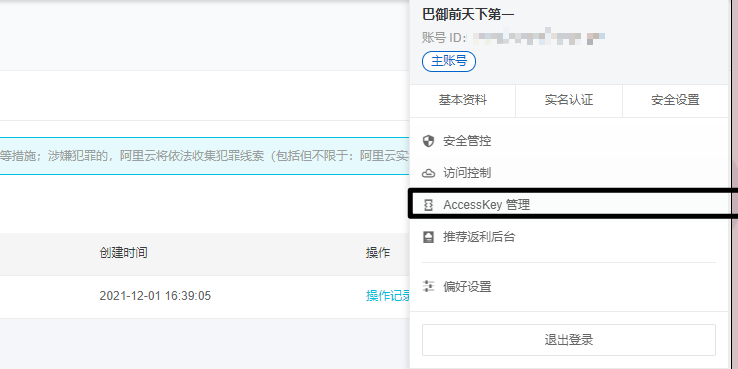 巴御前天下第一
账号 ID：
主账号
基本资料 实名认证 安全设置
安全管控
访问控制
AccessKey 管理
推荐返利后台
偏好设置
退出登录
等措施；涉嫌犯罪的，阿里云将依法收集犯罪线索（包括但不限于：阿里云实
创建时间 操作
2021-12-01 16:39:05 操作记录